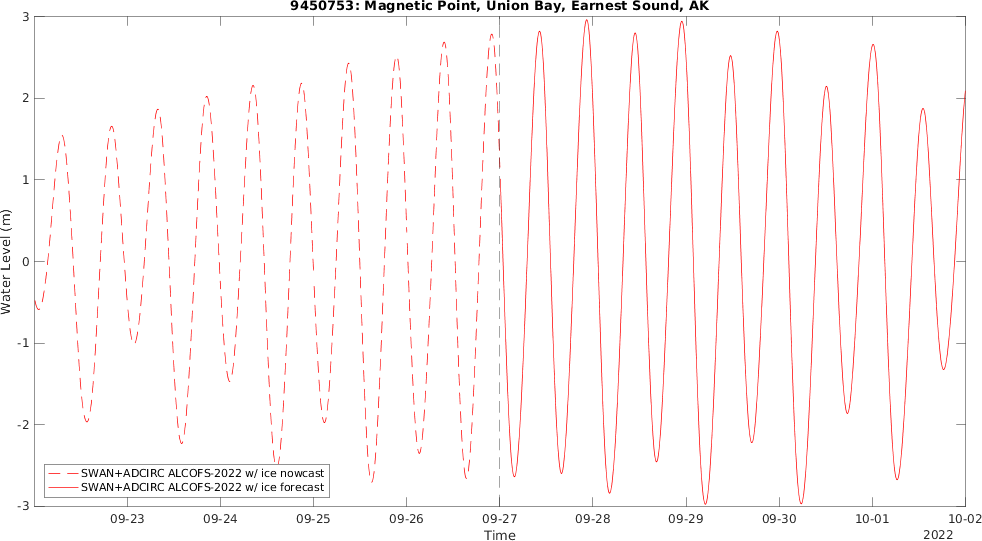 9450753: Magnetic Point, Union Bay, Earnest Sound, AK
3
2
1
0
-1
-2
-3
Water Level (m)
SWAN+ADCIRC ALCOFS-2022 w/ ice nowcast
SWAN+ADCIRC ALCOFS-2022 w/ ice forecast
09-23 09-24 09-25 09-26 09-27 09-28 09-29 09-30 10-01 10-02
Time
2022